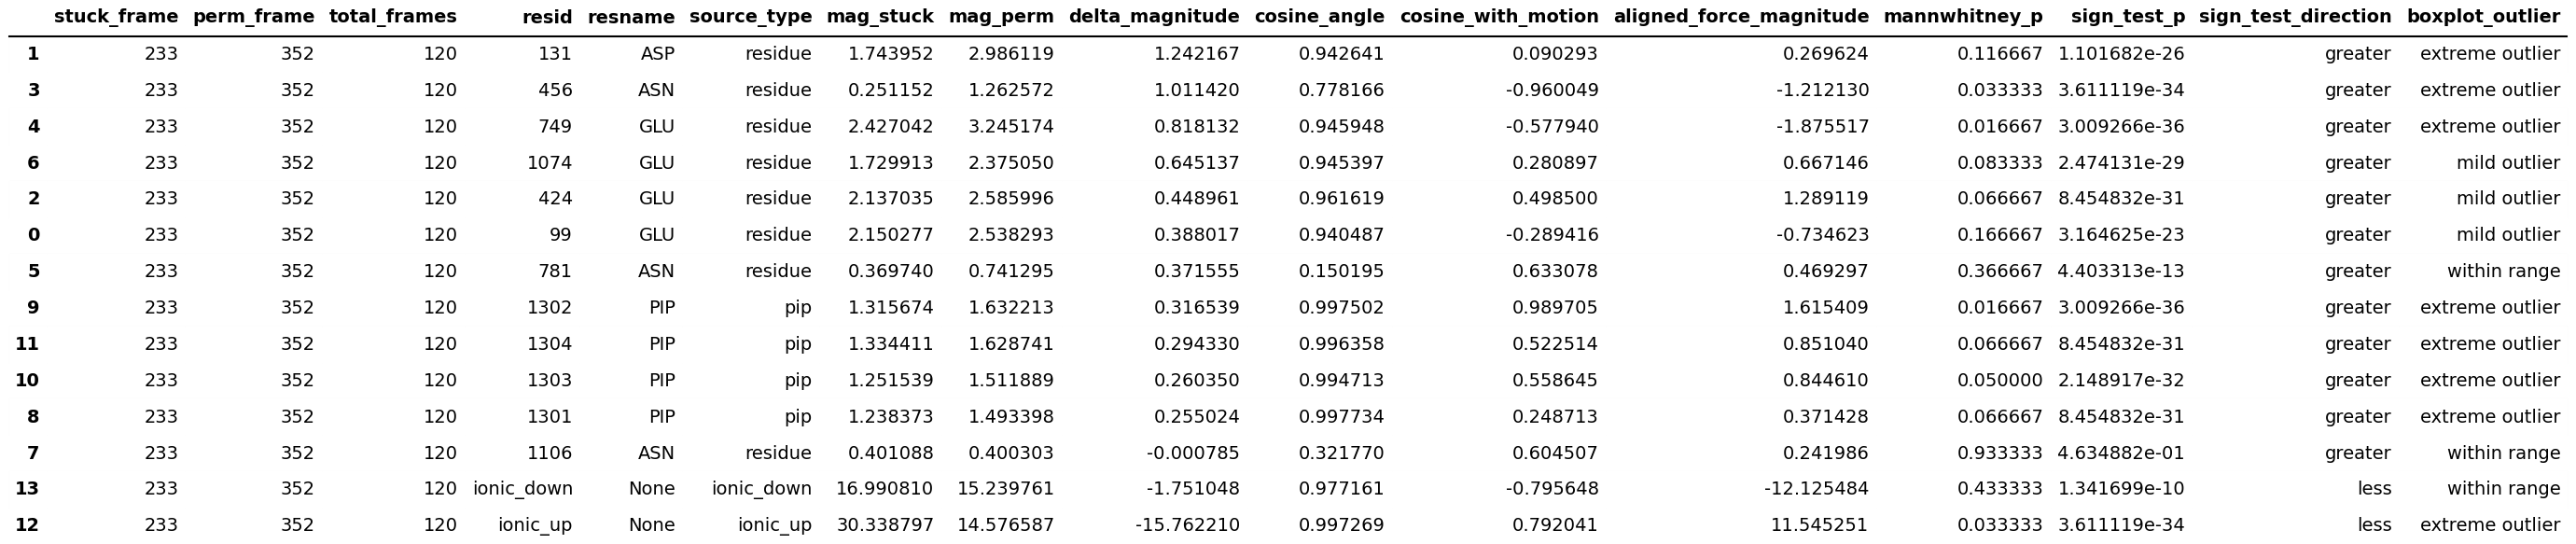 stuck_frame perm_frame total_frames resid resname source_type mag_stuck mag_perm delta_magnitude cosine_angle cosine_with_motion aligned_force_magnitude mannwhitney_p sign_test_p sign_test_direction boxplot_outlier
1 233 352 120 131 ASP residue 1.743952 2.986119 1.242167 0.942641 0.090293 0.269624 0.116667 1.101682e-26 greater extreme outlier
3 233 352 120 456 ASN residue 0.251152 1.262572 1.011420 0.778166 -0.960049 -1.212130 0.033333 3.611119e-34 greater extreme outlier
4 233 352 120 749 GLU residue 2.427042 3.245174 0.818132 0.945948 -0.577940 -1.875517 0.016667 3.009266e-36 greater extreme outlier
6 233 352 120 1074 GLU residue 1.729913 2.375050 0.645137 0.945397 0.280897 0.667146 0.083333 2.474131e-29 greater mild outlier
2 233 352 120 424 GLU residue 2.137035 2.585996 0.448961 0.961619 0.498500 1.289119 0.066667 8.454832e-31 greater mild outlier
0 233 352 120 99 GLU residue 2.150277 2.538293 0.388017 0.940487 -0.289416 -0.734623 0.166667 3.164625e-23 greater mild outlier
5 233 352 120 781 ASN residue 0.369740 0.741295 0.371555 0.150195 0.633078 0.469297 0.366667 4.403313e-13 greater within range
9 233 352 120 1302 PIP pip 1.315674 1.632213 0.316539 0.997502 0.989705 1.615409 0.016667 3.009266e-36 greater extreme outlier
11 233 352 120 1304 PIP pip 1.334411 1.628741 0.294330 0.996358 0.522514 0.851040 0.066667 8.454832e-31 greater extreme outlier
10 233 352 120 1303 PIP pip 1.251539 1.511889 0.260350 0.994713 0.558645 0.844610 0.050000 2.148917e-32 greater extreme outlier
8 233 352 120 1301 PIP pip 1.238373 1.493398 0.255024 0.997734 0.248713 0.371428 0.066667 8.454832e-31 greater extreme outlier
7 233 352 120 1106 ASN residue 0.401088 0.400303 -0.000785 0.321770 0.604507 0.241986 0.933333 4.634882e-01 greater within range
13 233 352 120 ionic_down None ionic_down 16.990810 15.239761 -1.751048 0.977161 -0.795648 -12.125484 0.433333 1.341699e-10 less within range
12 233 352 120 ionic_up None ionic_up 30.338797 14.576587 -15.762210 0.997269 0.792041 11.545251 0.033333 3.611119e-34 less extreme outlier